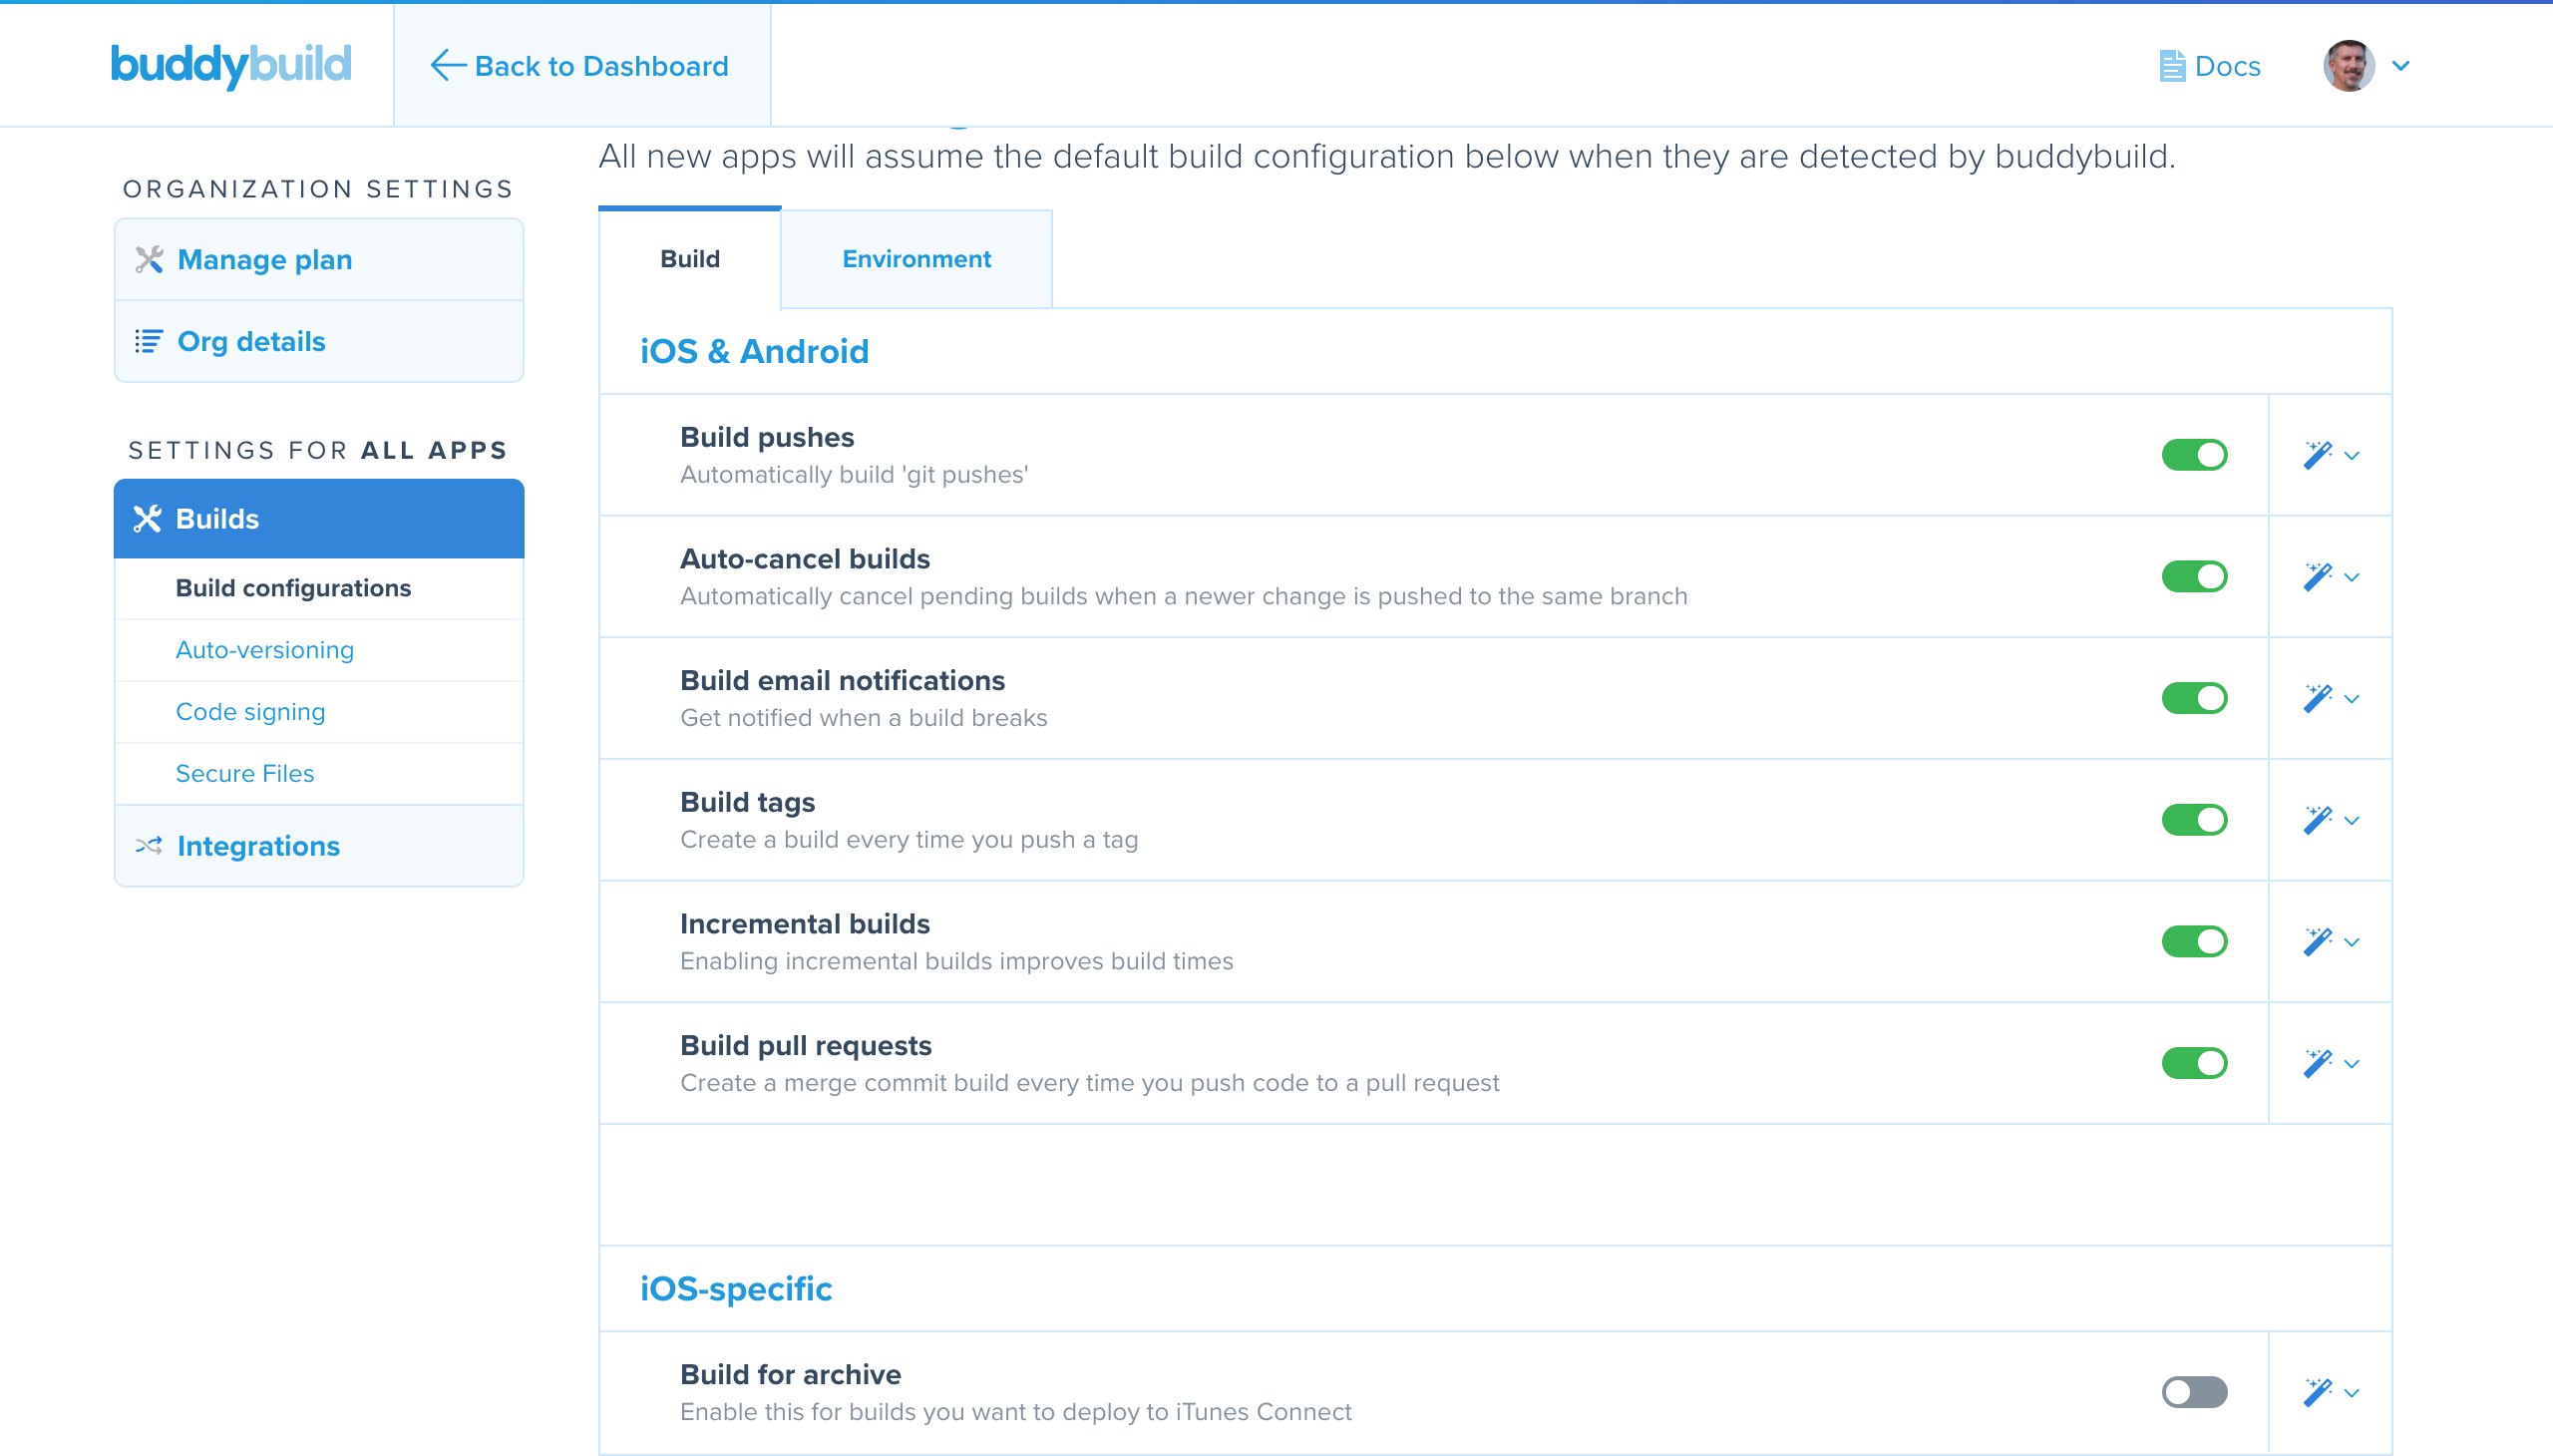 buddybuild
Back to Dashboard
Docs
ORGANIZATION SETTINGS
Manage plan
Org details
SETTINGS FOR ALL APPS
Builds
Build configurations
Auto-versioning
Code signing
Secure Files
Integrations
All new apps will assume the default build configuration below when they are detected by buddybuild.
Build
Environment
iOS & Android
Build pushes
Automatically build 'git pushes'
Auto-cancel builds
Automatically cancel pending builds when a newer change is pushed to the same branch
Build email notifications
Get notified when a build breaks
Build tags
Create a build every time you push a tag
Incremental builds
Enabling incremental builds improves build times
Build pull requests
Create a merge commit build every time you push code to a pull request
iOS-specific
Build for archive
Enable this for builds you want to deploy to iTunes Connect